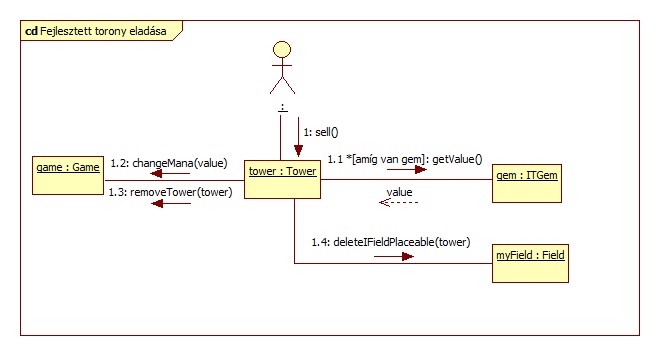 cd Fejlesztett torony eladása
:
1: sell()
1.2: changeMana(value)
1.1 *[amíg van gem]: getValue()
game : Game
tower : Tower
gem : ITGem
1.3: removeTower(tower)
value
1.4: deleteIFieldPlaceable(tower)
myField : Field